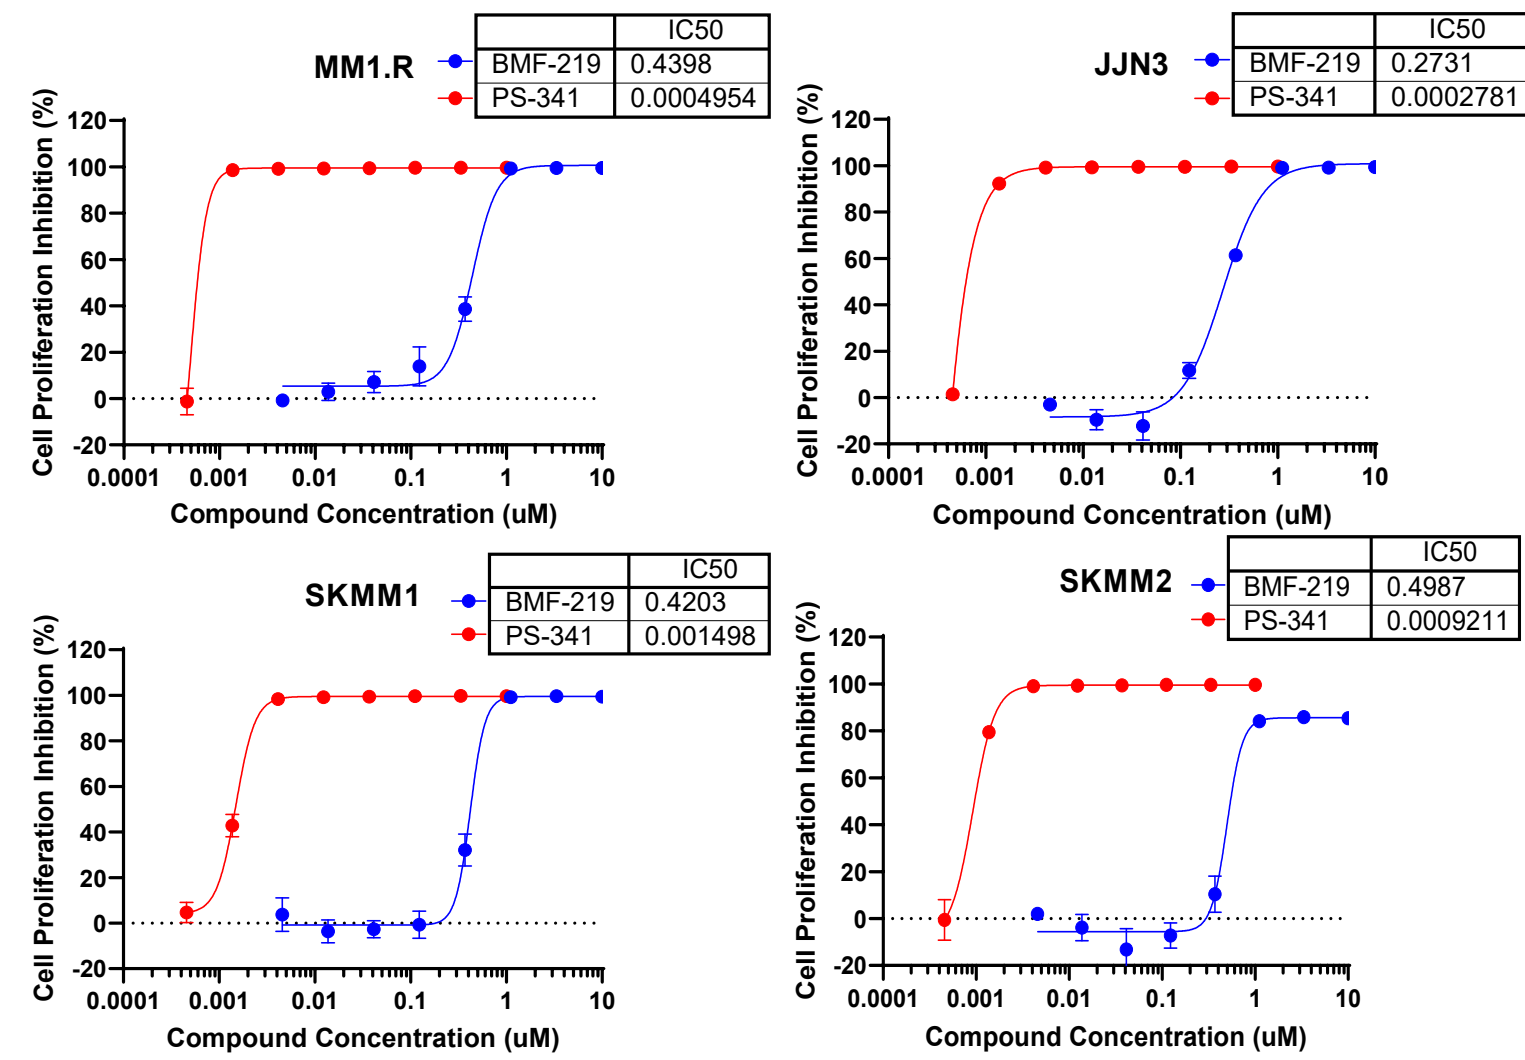 MM1.R
IC50
BMF-219 0.4398
PS-341 0.0004954
Cell Proliferation Inhibition (%)
120
100
80
60
40
20
0
-20
0.0001 0.001 0.01 0.1 1 10
Compound Concentration (uM)
JJN3
IC50
BMF-219 0.2731
PS-341 0.0002781
Cell Proliferation Inhibition (%)
120
100
80
60
40
20
0
-20
0.0001 0.001 0.01 0.1 1 10
Compound Concentration (uM)
SKMM1
IC50
BMF-219 0.4203
PS-341 0.001498
Cell Proliferation Inhibition (%)
120
100
80
60
40
20
0
-20
0.0001 0.001 0.01 0.1 1 10
Compound Concentration (uM)
SKMM2
IC50
BMF-219 0.4987
PS-341 0.0009211
Cell Proliferation Inhibition (%)
120
100
80
60
40
20
0
-20
0.0001 0.001 0.01 0.1 1 10
Compound Concentration (uM)